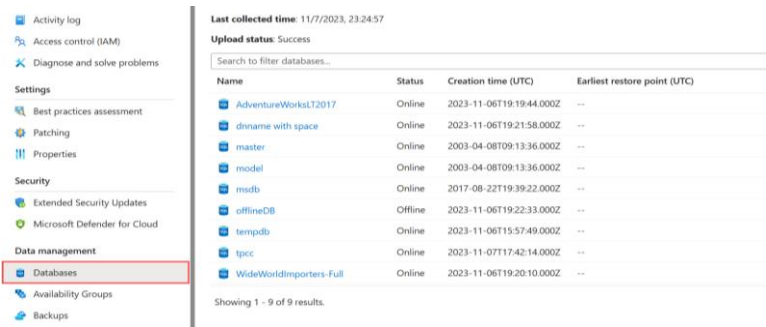 Activity log
Access control (IAM)
Diagnose and solve problems
Settings
Best practices assessment
Patching
Properties
Security
Extended Security Updates
Microsoft Defender for Cloud
Data management
Databases
Availability Groups
Backups
Last collected time: 11/7/2023, 23:24:57
Upload status: Success
Search to filter databases...
Name Status Creation time (UTC) Earliest restore point (UTC)
AdventureWorksLT2017 Online 2023-11-06T19:19:44.000Z --
dnname with space Online 2023-11-06T19:21:58.000Z --
master Online 2003-04-08T09:13:36.000Z --
model Online 2003-04-08T09:13:36.000Z --
msdb Online 2017-08-22T19:39:22.000Z --
offlineDB Offline 2023-11-06T19:22:33.000Z --
tempdb Online 2023-11-06T15:57:49.000Z --
tpcc Online 2023-11-07T17:42:14.000Z --
WideWorldImporters-Full Online 2023-11-06T19:20:10.000Z --
Showing 1 - 9 of 9 results.